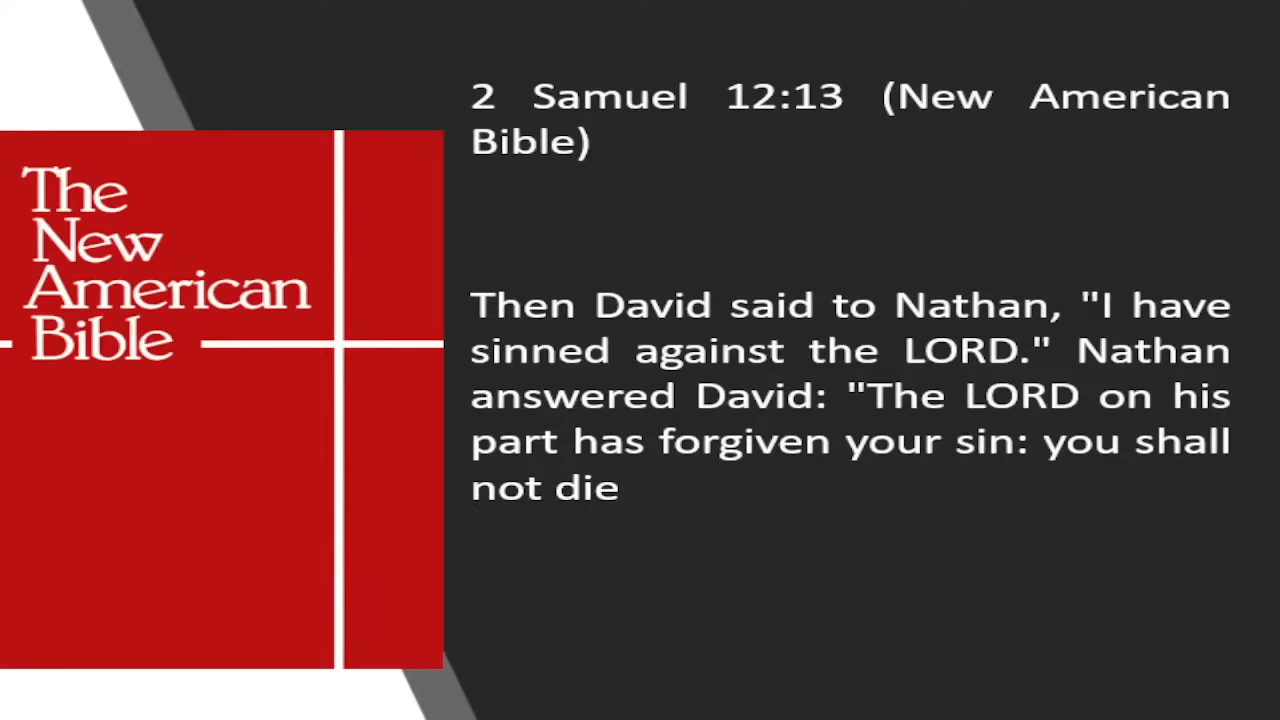 The
New
American
Bible
2 Samuel 12:13 (New American
Bible)
Then David said to Nathan, "I have
sinned against the LORD." Nathan
answered David: "The LORD on his
part has forgiven your sin: you shall
not die